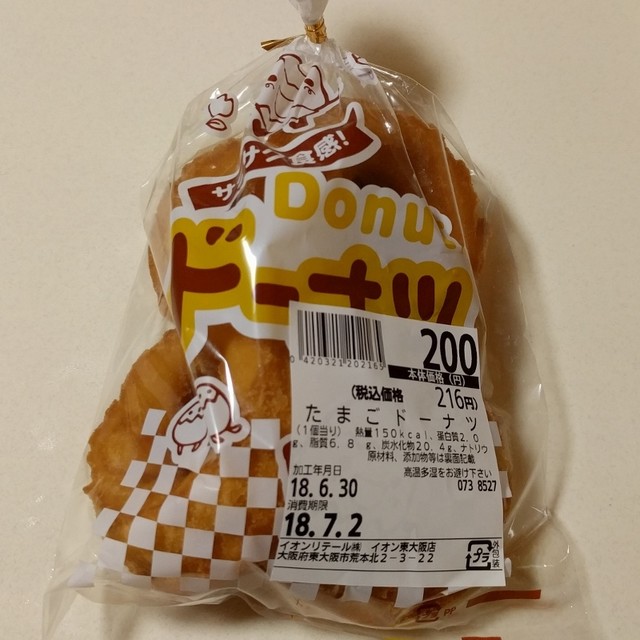 サクサク食感!
Donut
ドーナツ
0420321202165
200
本体価格(円)
(税込価格 216円)
たまごドーナツ
(1個当り) 熱量150kcal、蛋白質2.0
g、脂質6.8 g、炭水化物20.4g、ナトリウ
原材料、添加物等は裏面記載
加工年月日 高温多湿をお避け下さい
18.6.30 073 8527
消費期限
18.7.2
イオンリテール㈱ イオン東大阪店
大阪府東大阪市荒本北2-3-22
プラ
外包装
PP